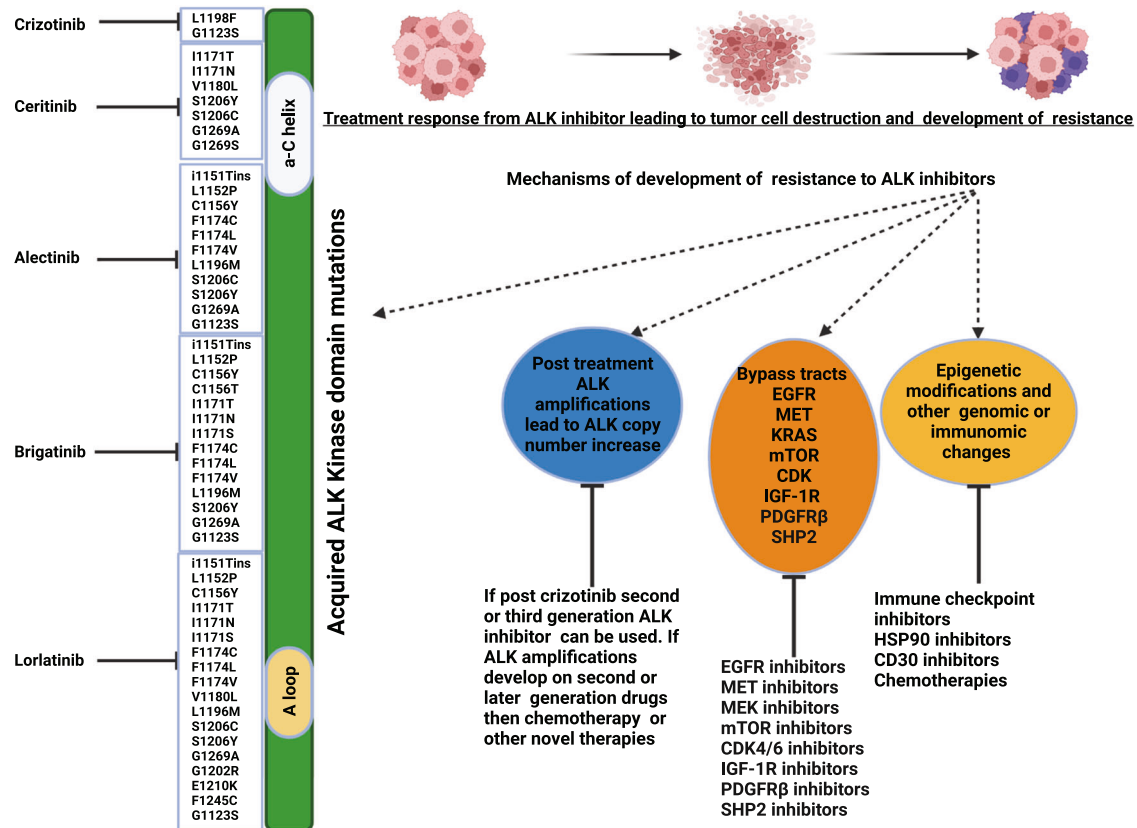 Crizotinib
L1198F
G1123S
Ceritinib
I1171T
I1171N
V1180L
S1206Y
S1206C
G1269A
G1269S
Alectinib
i1151Tins
L1152P
C1156Y
F1174C
F1174L
F1174V
L1196M
S1206C
S1206Y
G1269A
G1123S
Brigatinib
i1151Tins
L1152P
C1156Y
C1156T
I1171T
I1171N
I1171S
F1174C
F1174L
F1174V
L1196M
S1206Y
G1269A
G1123S
Lorlatinib
i1151Tins
L1152P
C1156Y
I1171T
I1171N
I1171S
F1174C
F1174L
F1174V
V1180L
L1196M
S1206C
S1206Y
G1269A
G1202R
E1210K
F1245C
G1123S
a-C helix
A loop
Acquired ALK Kinase domain mutations
Treatment response from ALK inhibitor leading to tumor cell destruction and development of resistance
Mechanisms of development of resistance to ALK inhibitors
Post treatment
ALK
amplifications
lead to ALK copy
number increase
If post crizotinib second
or third generation ALK
inhibitor can be used. If
ALK amplifications
develop on second or
later generation drugs
then chemotherapy or
other novel therapies
Bypass tracts
EGFR
MET
KRAS
mTOR
CDK
IGF-1R
PDGFRβ
SHP2
EGFR inhibitors
MET inhibitors
MEK inhibitors
mTOR inhibitors
CDK4/6 inhibitors
IGF-1R inhibitors
PDGFRβ inhibitors
SHP2 inhibitors
Epigenetic
modifications and
other genomic or
immunomic
changes
Immune checkpoint
inhibitors
HSP90 inhibitors
CD30 inhibitors
Chemotherapies